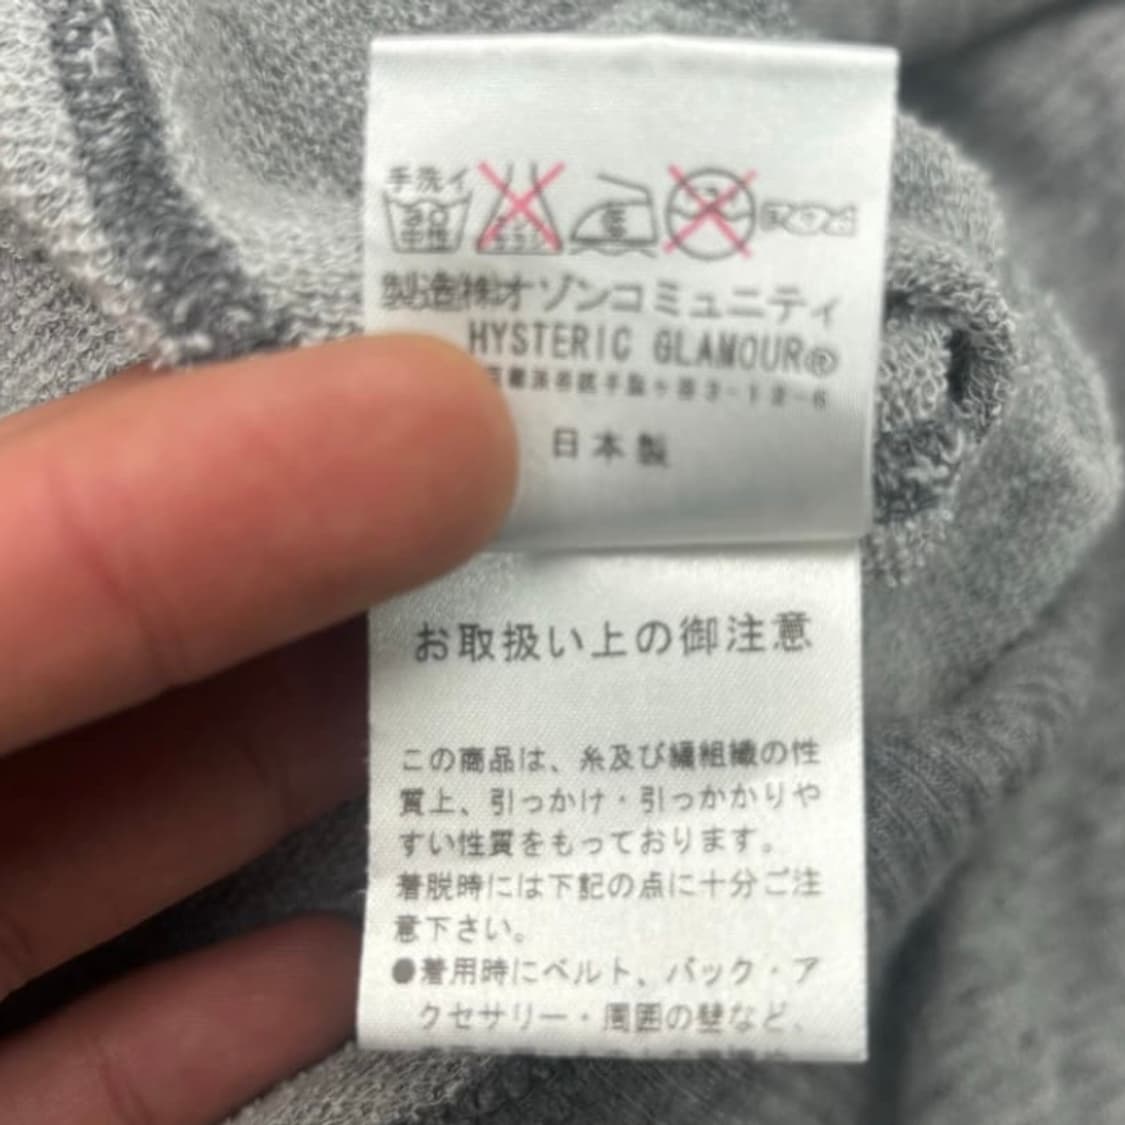 手洗イ
30
中性
製造㈱オゾンコミュニティ
HYSTERIC GLAMOUR®
3-12-6
日本製
お取扱い上の御注意
この商品は、糸及び編組織の性
質上、引っかけ・引っかかりや
すい性質をもっております。
着脱時には下記の点に十分ご注
意下さい。
●着用時にベルト、バック・ア
クセサリー・周囲の壁など、